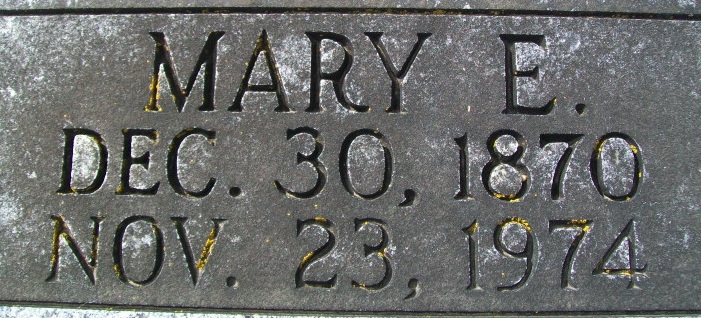 MARY E.
DEC. 30, 1870
NOV. 23, 1974